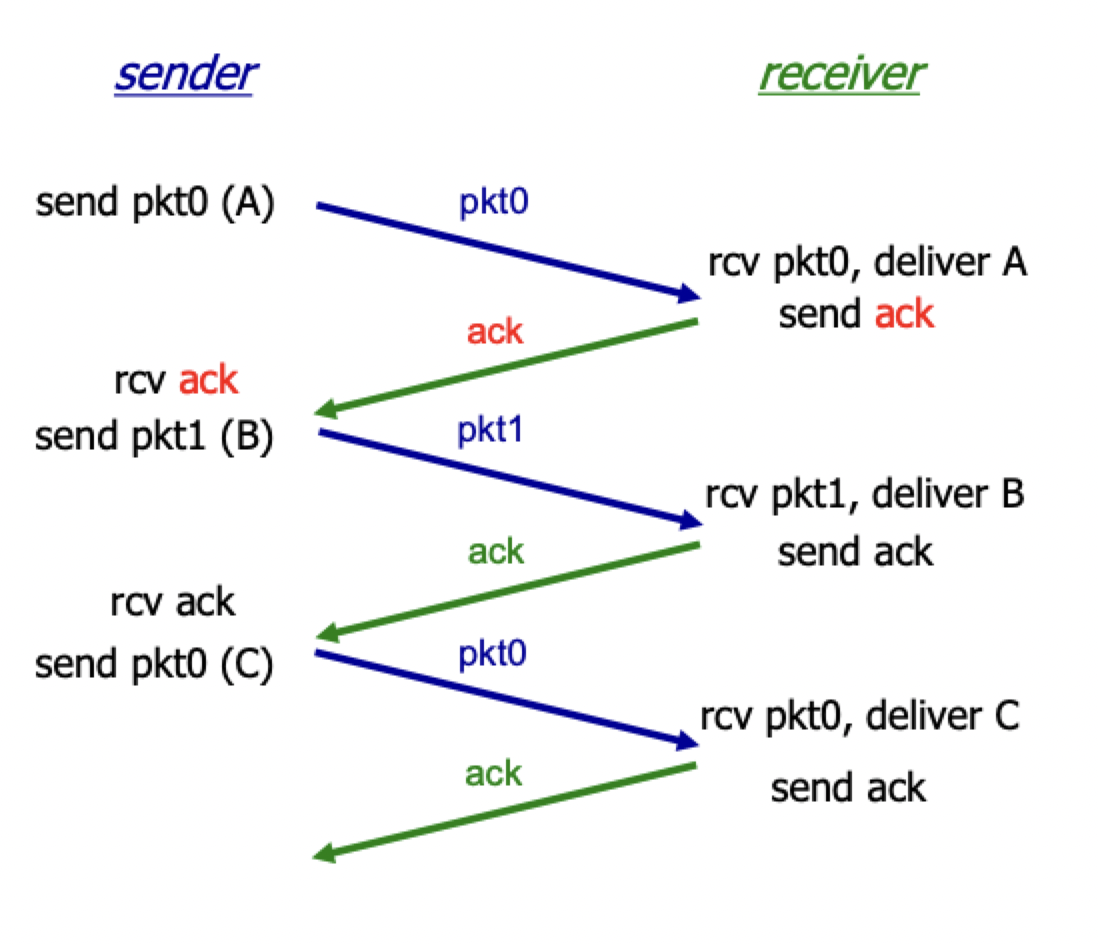 sender
receiver
send pkt0 (A)
pkt0
rcv pkt0, deliver A
send ack
ack
rcv ack
send pkt1 (B)
pkt1
rcv pkt1, deliver B
send ack
ack
rcv ack
send pkt0 (C)
pkt0
rcv pkt0, deliver C
send ack
ack